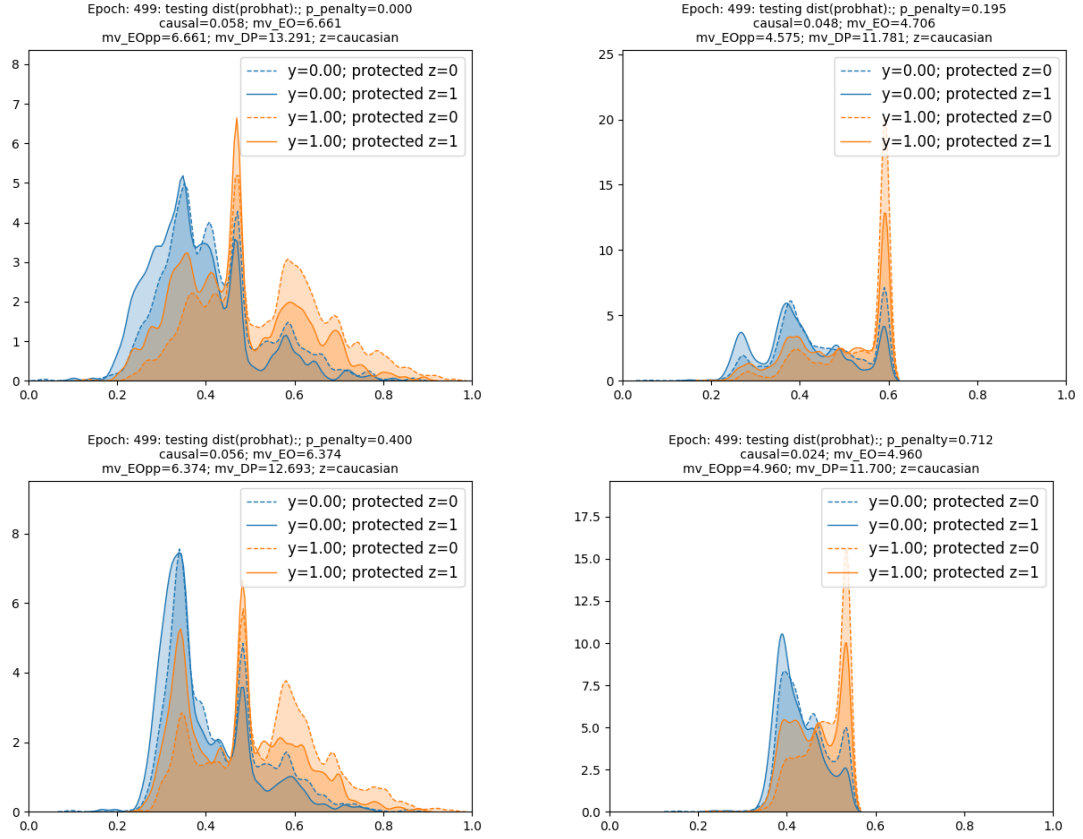 Epoch: 499: testing dist(probhat):; p_penalty=0.000
causal=0.058; mv_EO=6.661
mv_EOpp=6.661; mv_DP=13.291; z=caucasian
8
7
6
5
4
3
2
1
0
0.0 0.2 0.4 0.6 0.8 1.0
y=0.00; protected z=0
y=0.00; protected z=1
y=1.00; protected z=0
y=1.00; protected z=1
Epoch: 499: testing dist(probhat):; p_penalty=0.195
causal=0.048; mv_EO=4.706
mv_EOpp=4.575; mv_DP=11.781; z=caucasian
25
20
15
10
5
0
0.0 0.2 0.4 0.6 0.8 1.0
y=0.00; protected z=0
y=0.00; protected z=1
y=1.00; protected z=0
y=1.00; protected z=1
Epoch: 499: testing dist(probhat):; p_penalty=0.400
causal=0.056; mv_EO=6.374
mv_EOpp=6.374; mv_DP=12.693; z=caucasian
8
6
4
2
0
0.0 0.2 0.4 0.6 0.8 1.0
y=0.00; protected z=0
y=0.00; protected z=1
y=1.00; protected z=0
y=1.00; protected z=1
Epoch: 499: testing dist(probhat):; p_penalty=0.712
causal=0.024; mv_EO=4.960
mv_EOpp=4.960; mv_DP=11.700; z=caucasian
17.5
15.0
12.5
10.0
7.5
5.0
2.5
0.0
0.0 0.2 0.4 0.6 0.8 1.0
y=0.00; protected z=0
y=0.00; protected z=1
y=1.00; protected z=0
y=1.00; protected z=1